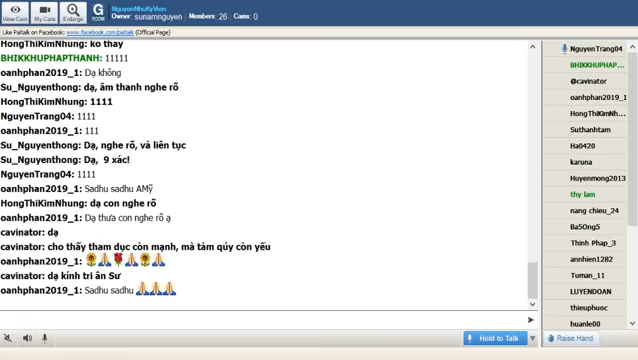 NguyenNhuKyVien
Owner: sunamnguyen | Members: 26 | Cams: 0
View Cam
My Cam
Enlarge
G
ROOM
Like Paltalk on Facebook: www.facebook.com/paltalk (Official Page)
HongThiKimNhung: ko thay
BHIKKHUPHAPTHANH: 11111
oanhphan2019_1: Dạ không
Su_Nguyenthong: dạ, âm thanh nghe rõ
HongThiKimNhung: 1111
NguyenTrang04: 1111
oanhphan2019_1: 111
Su_Nguyenthong: Dạ, nghe rõ, và liên tục
Su_Nguyenthong: Dạ, 9 xác!
NguyenTrang04: 1111
oanhphan2019_1: Sadhu sadhu AMỹ
HongThiKimNhung: dạ con nghe rõ
oanhphan2019_1: Dạ thưa con nghe rõ ạ
cavinator: dạ
cavinator: cho thấy tham dục còn mạnh, mà tàm qúy còn yếu
oanhphan2019_1:
cavinator: dạ kính tri ân Sư
oanhphan2019_1: Sadhu sadhu
Hold to Talk
NguyenTrang04
BHIKKHUPHAP...
@cavinator
oanhphan2019_1
HongThiKimNh...
Suthanhtam
Ha0420
karuna
Huyenmong2013
thy lam
nang chieu_24
Ba5Ong5
Thinh Phap_3
annhien1282
Tuman_11
LUYENDOAN
thieuphuoc
huanle00
Raise Hand